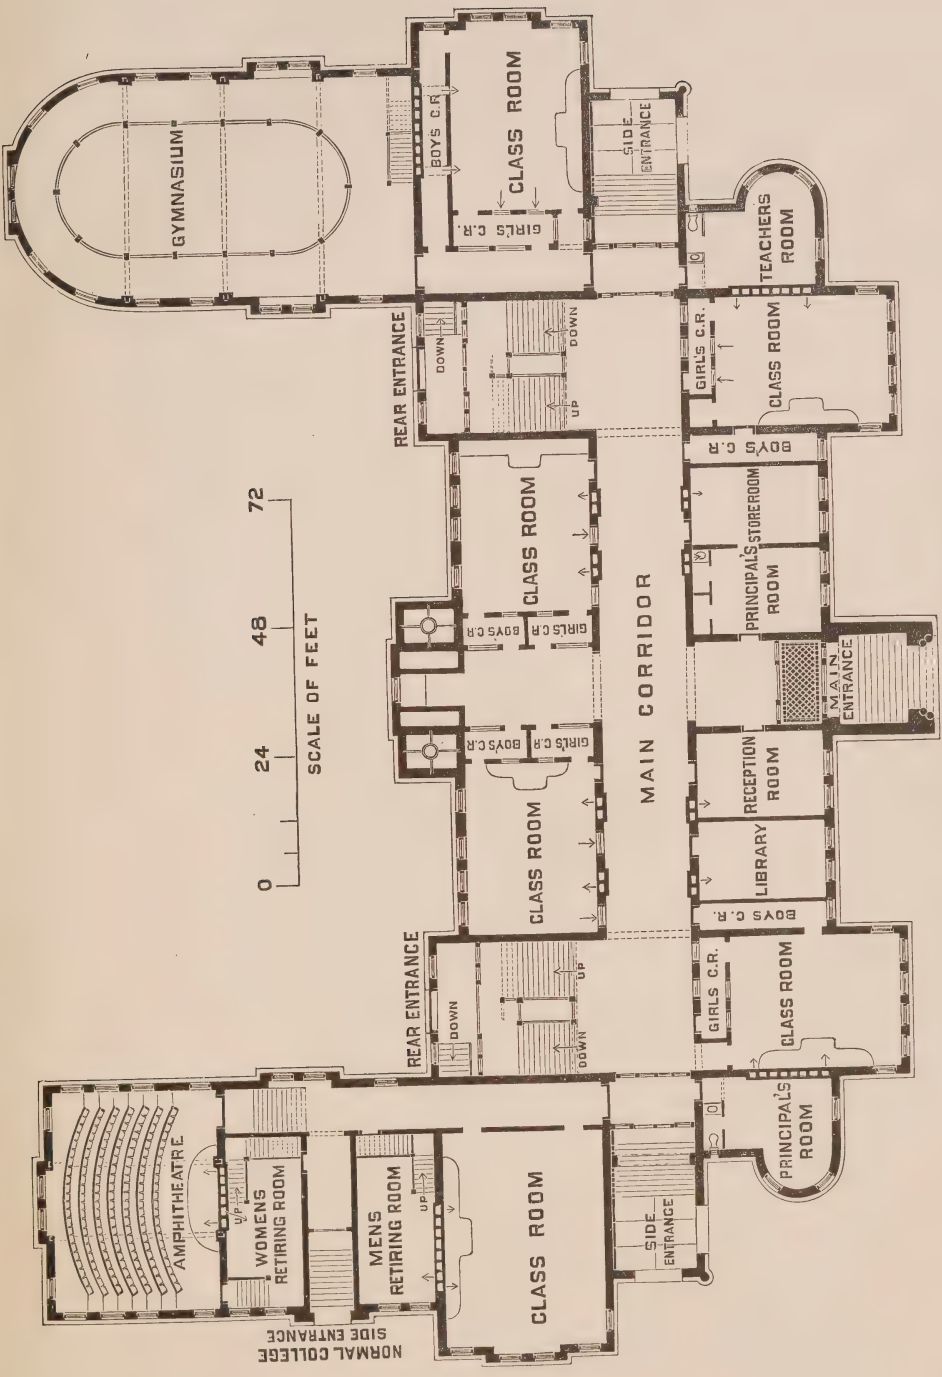 GYMNASIUM
BOYS C.R
CLASS ROOM
GIRL'S C.R.
SIDE
ENTRANCE
TEACHERS
ROOM
REAR ENTRANCE
DOWN
DOWN
UP
GIRL'S C.R.
CLASS ROOM
BOY'S C.R
STOREROOM
PRINCIPAL'S
ROOM
CLASS ROOM
BOYS C.R
GIRLS C.R
MAIN CORRIDOR
MAIN
ENTRANCE
0 24 48 72
SCALE OF FEET
BOYS C.R
GIRLS C.R
CLASS ROOM
RECEPTION
ROOM
LIBRARY
BOYS C.R.
REAR ENTRANCE
DOWN
UP
DOWN
GIRLS C.R.
CLASS ROOM
PRINCIPAL'S
ROOM
AMPHITHEATRE
UP
WOMENS
RETIRING ROOM
MENS
RETIRING ROOM
UP
CLASS ROOM
SIDE
ENTRANCE
NORMAL COLLEGE
SIDE ENTRANCE